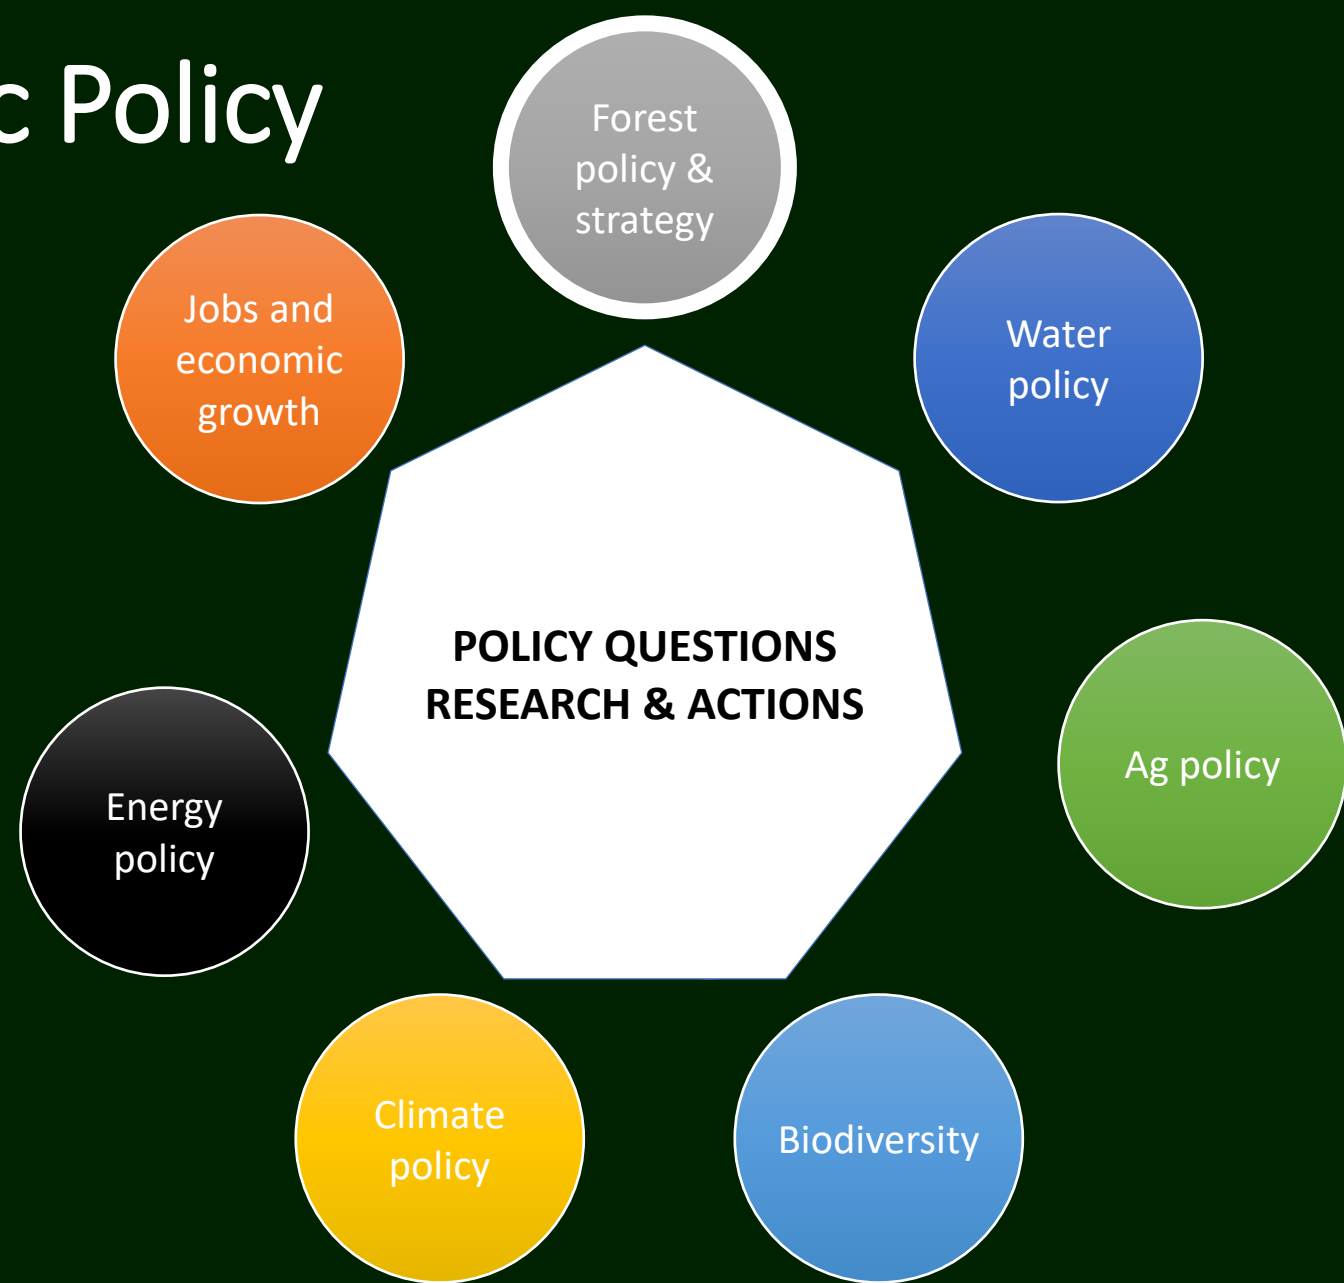 c Policy
Forest
policy &
strategy
Jobs and
economic
growth
Water
policy
POLICY QUESTIONS
RESEARCH & ACTIONS
Ag policy
Energy
policy
Climate
policy
Biodiversity